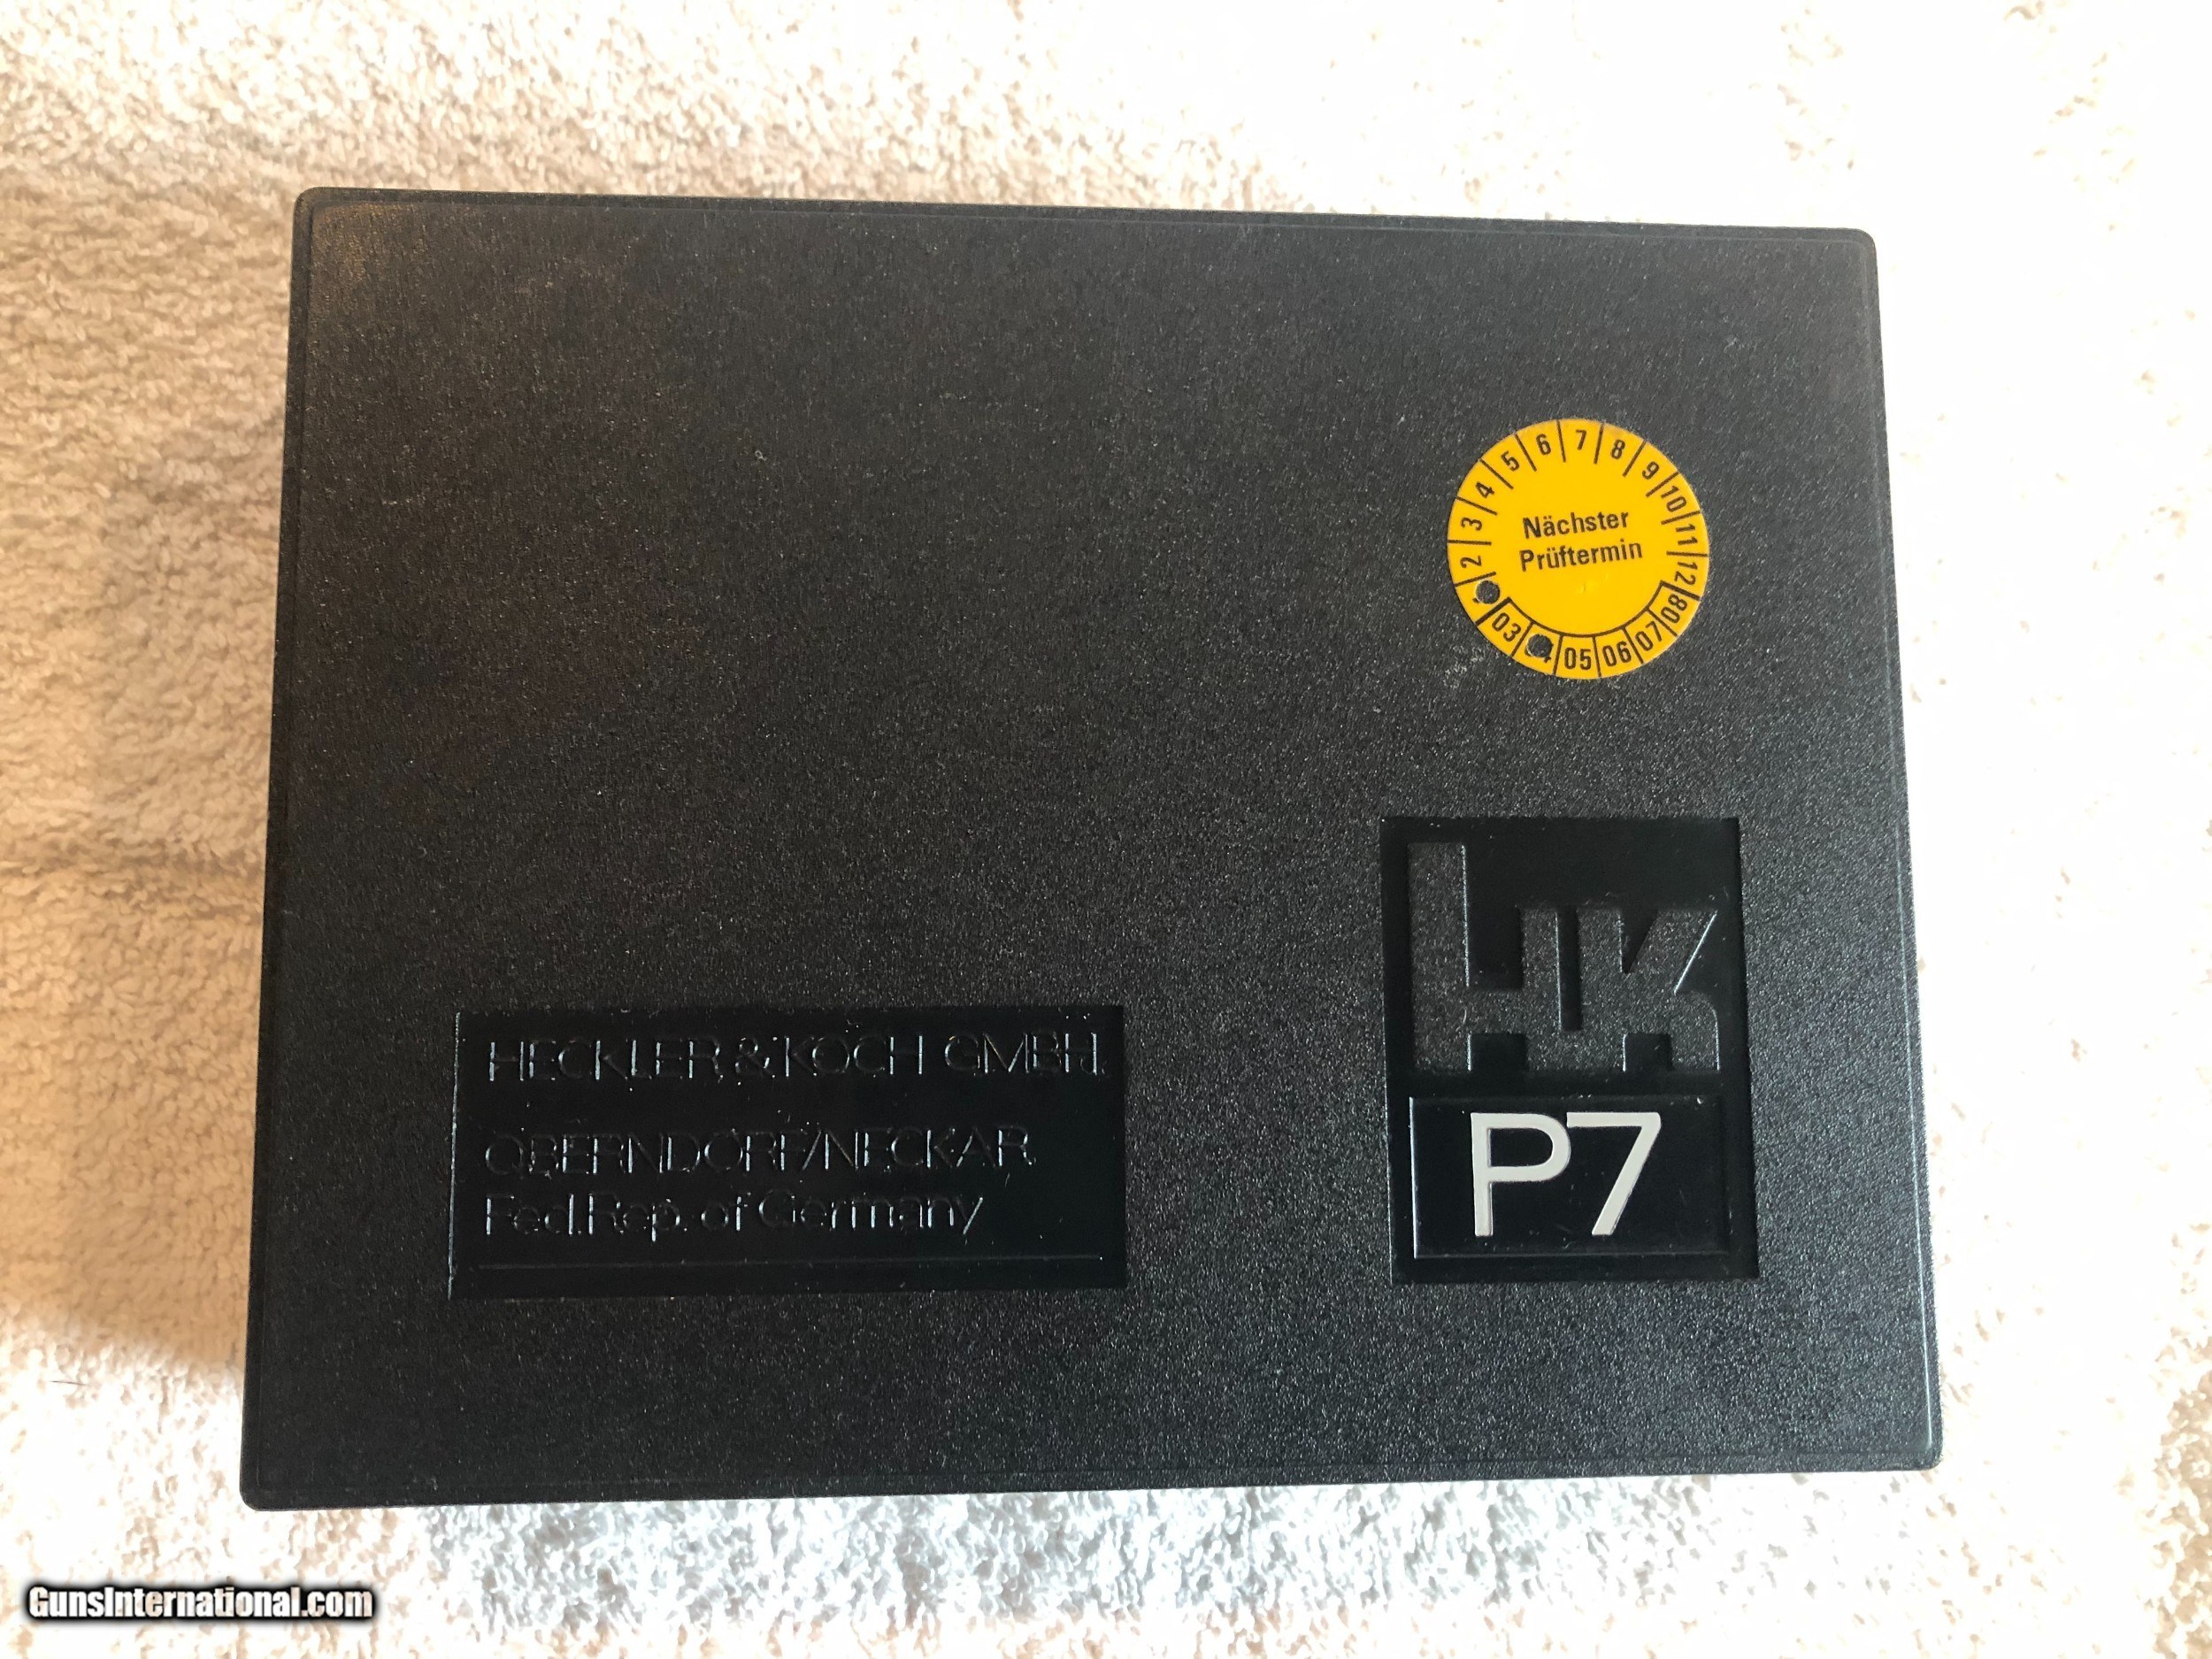 2 3 4 5 6 7 8 9 10 11 12
Nächster
Prüftermin
03 05 06 07 08
HK
HECKLER & KOCH GMBH.
OBERNDORF/NECKAR
Fed.Rep. of Germany
P7
GunsInternational.com